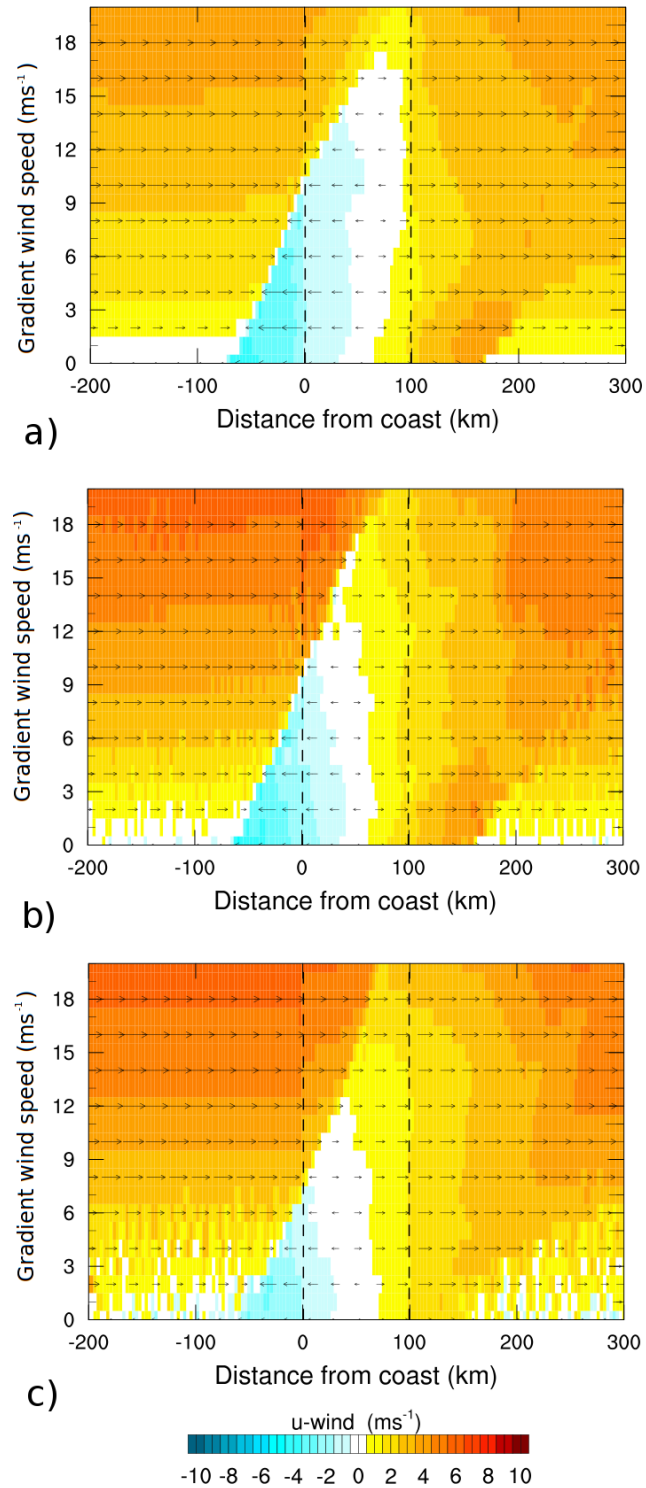 18
15
12
9
6
3
0
Gradient wind speed (ms-1)
-200 -100 0 100 200 300
Distance from coast (km)
a)
18
15
12
9
6
3
0
Gradient wind speed (ms-1)
-200 -100 0 100 200 300
Distance from coast (km)
b)
18
15
12
9
6
3
0
Gradient wind speed (ms-1)
-200 -100 0 100 200 300
Distance from coast (km)
c)
u-wind (ms-1)
-10 -8 -6 -4 -2 0 2 4 6 8 10